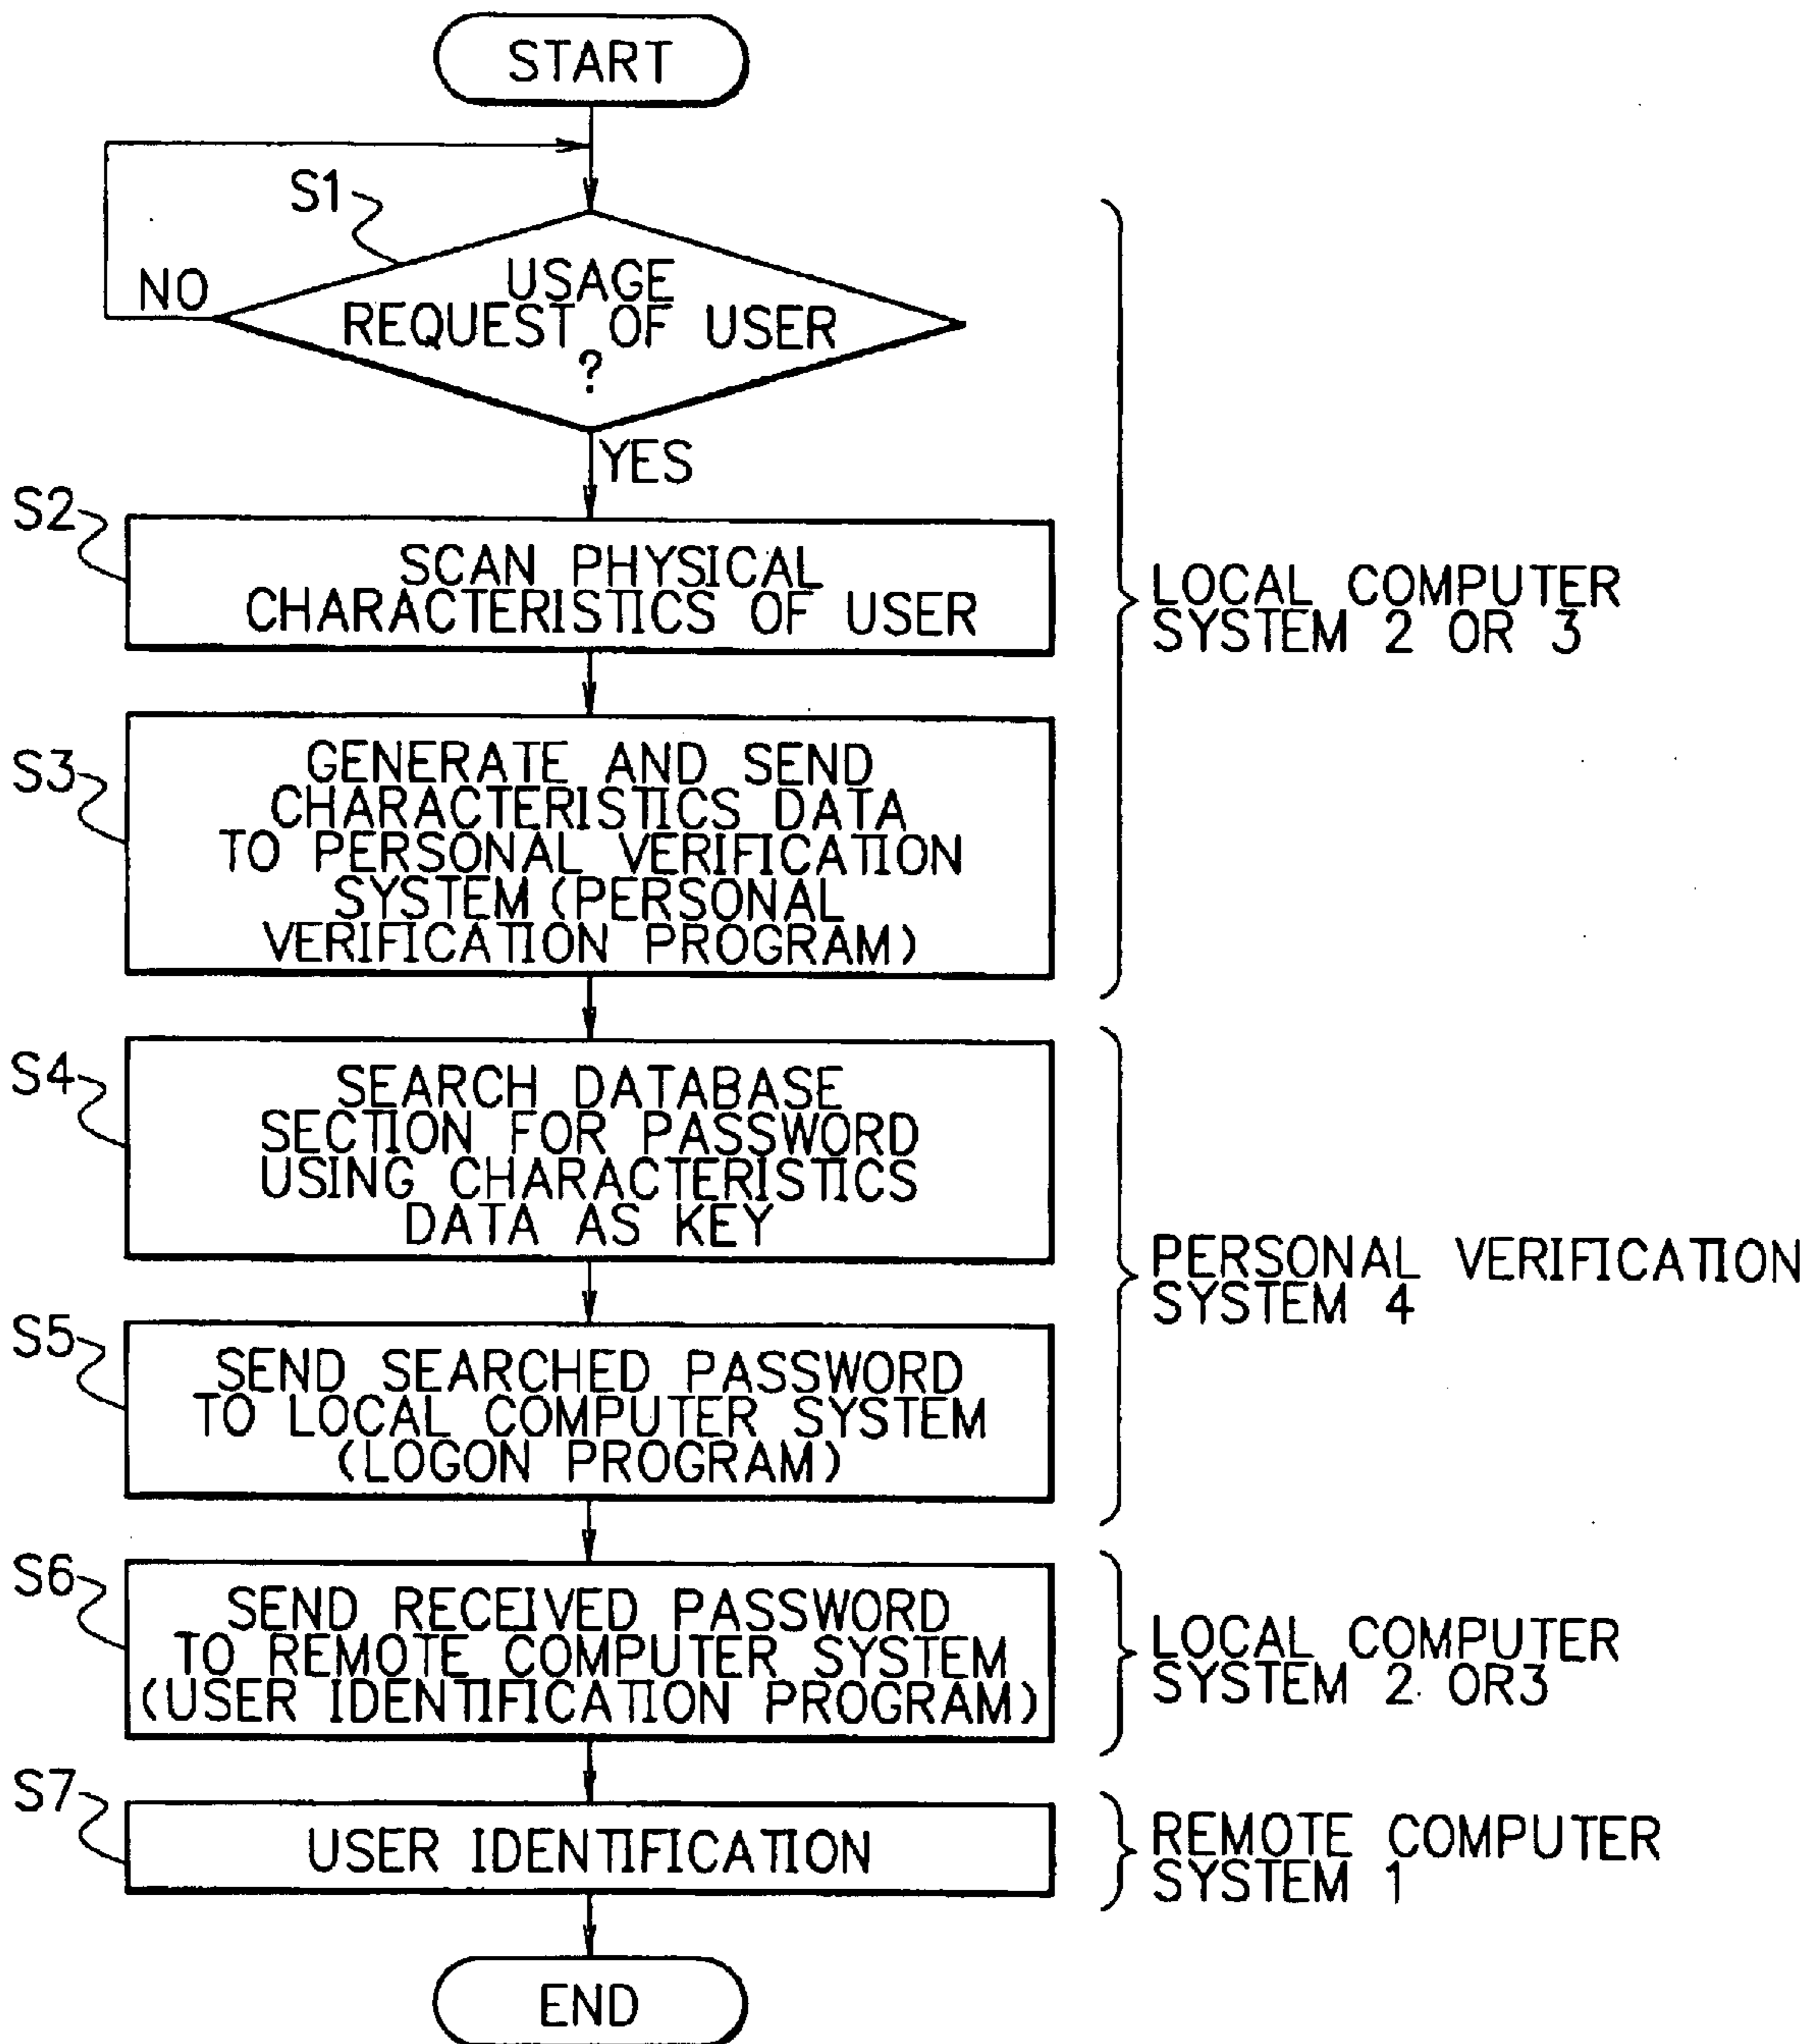 START
S1
USAGE
REQUEST OF USER
?
NO
YES
S2
SCAN PHYSICAL
CHARACTERISTICS OF USER
LOCAL COMPUTER
SYSTEM 2 OR 3
S3
GENERATE AND SEND
CHARACTERISTICS DATA
TO PERSONAL VERIFICATION
SYSTEM (PERSONAL
VERIFICATION PROGRAM)
S4
SEARCH DATABASE
SECTION FOR PASSWORD
USING CHARACTERISTICS
DATA AS KEY
PERSONAL VERIFICATION
SYSTEM 4
S5
SEND SEARCHED PASSWORD
TO LOCAL COMPUTER SYSTEM
(LOGON PROGRAM)
S6
SEND RECEIVED PASSWORD
TO REMOTE COMPUTER SYSTEM
(USER IDENTIFICATION PROGRAM)
LOCAL COMPUTER
SYSTEM 2 OR3
S7
USER IDENTIFICATION
REMOTE COMPUTER
SYSTEM 1
END